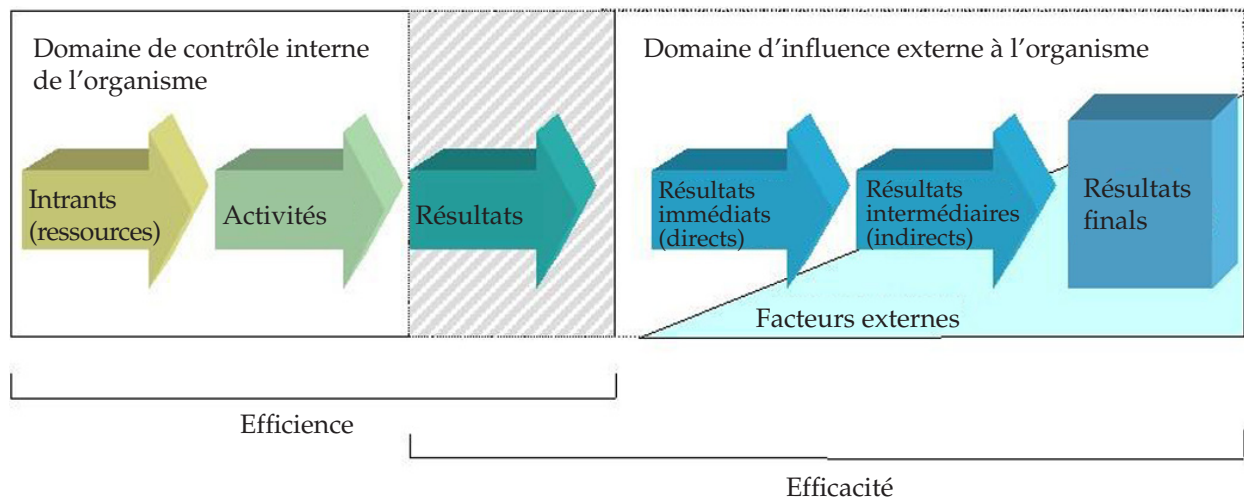 Domaine de contrôle interne
de l'organisme
Domaine d'influence externe à l'organisme
Intrants
(ressources)
Activités
Résultats
Résultats
immédiats
(directs)
Résultats
intermédiaires
(indirects)
Résultats
finals
Facteurs externes
Efficience
Efficacité